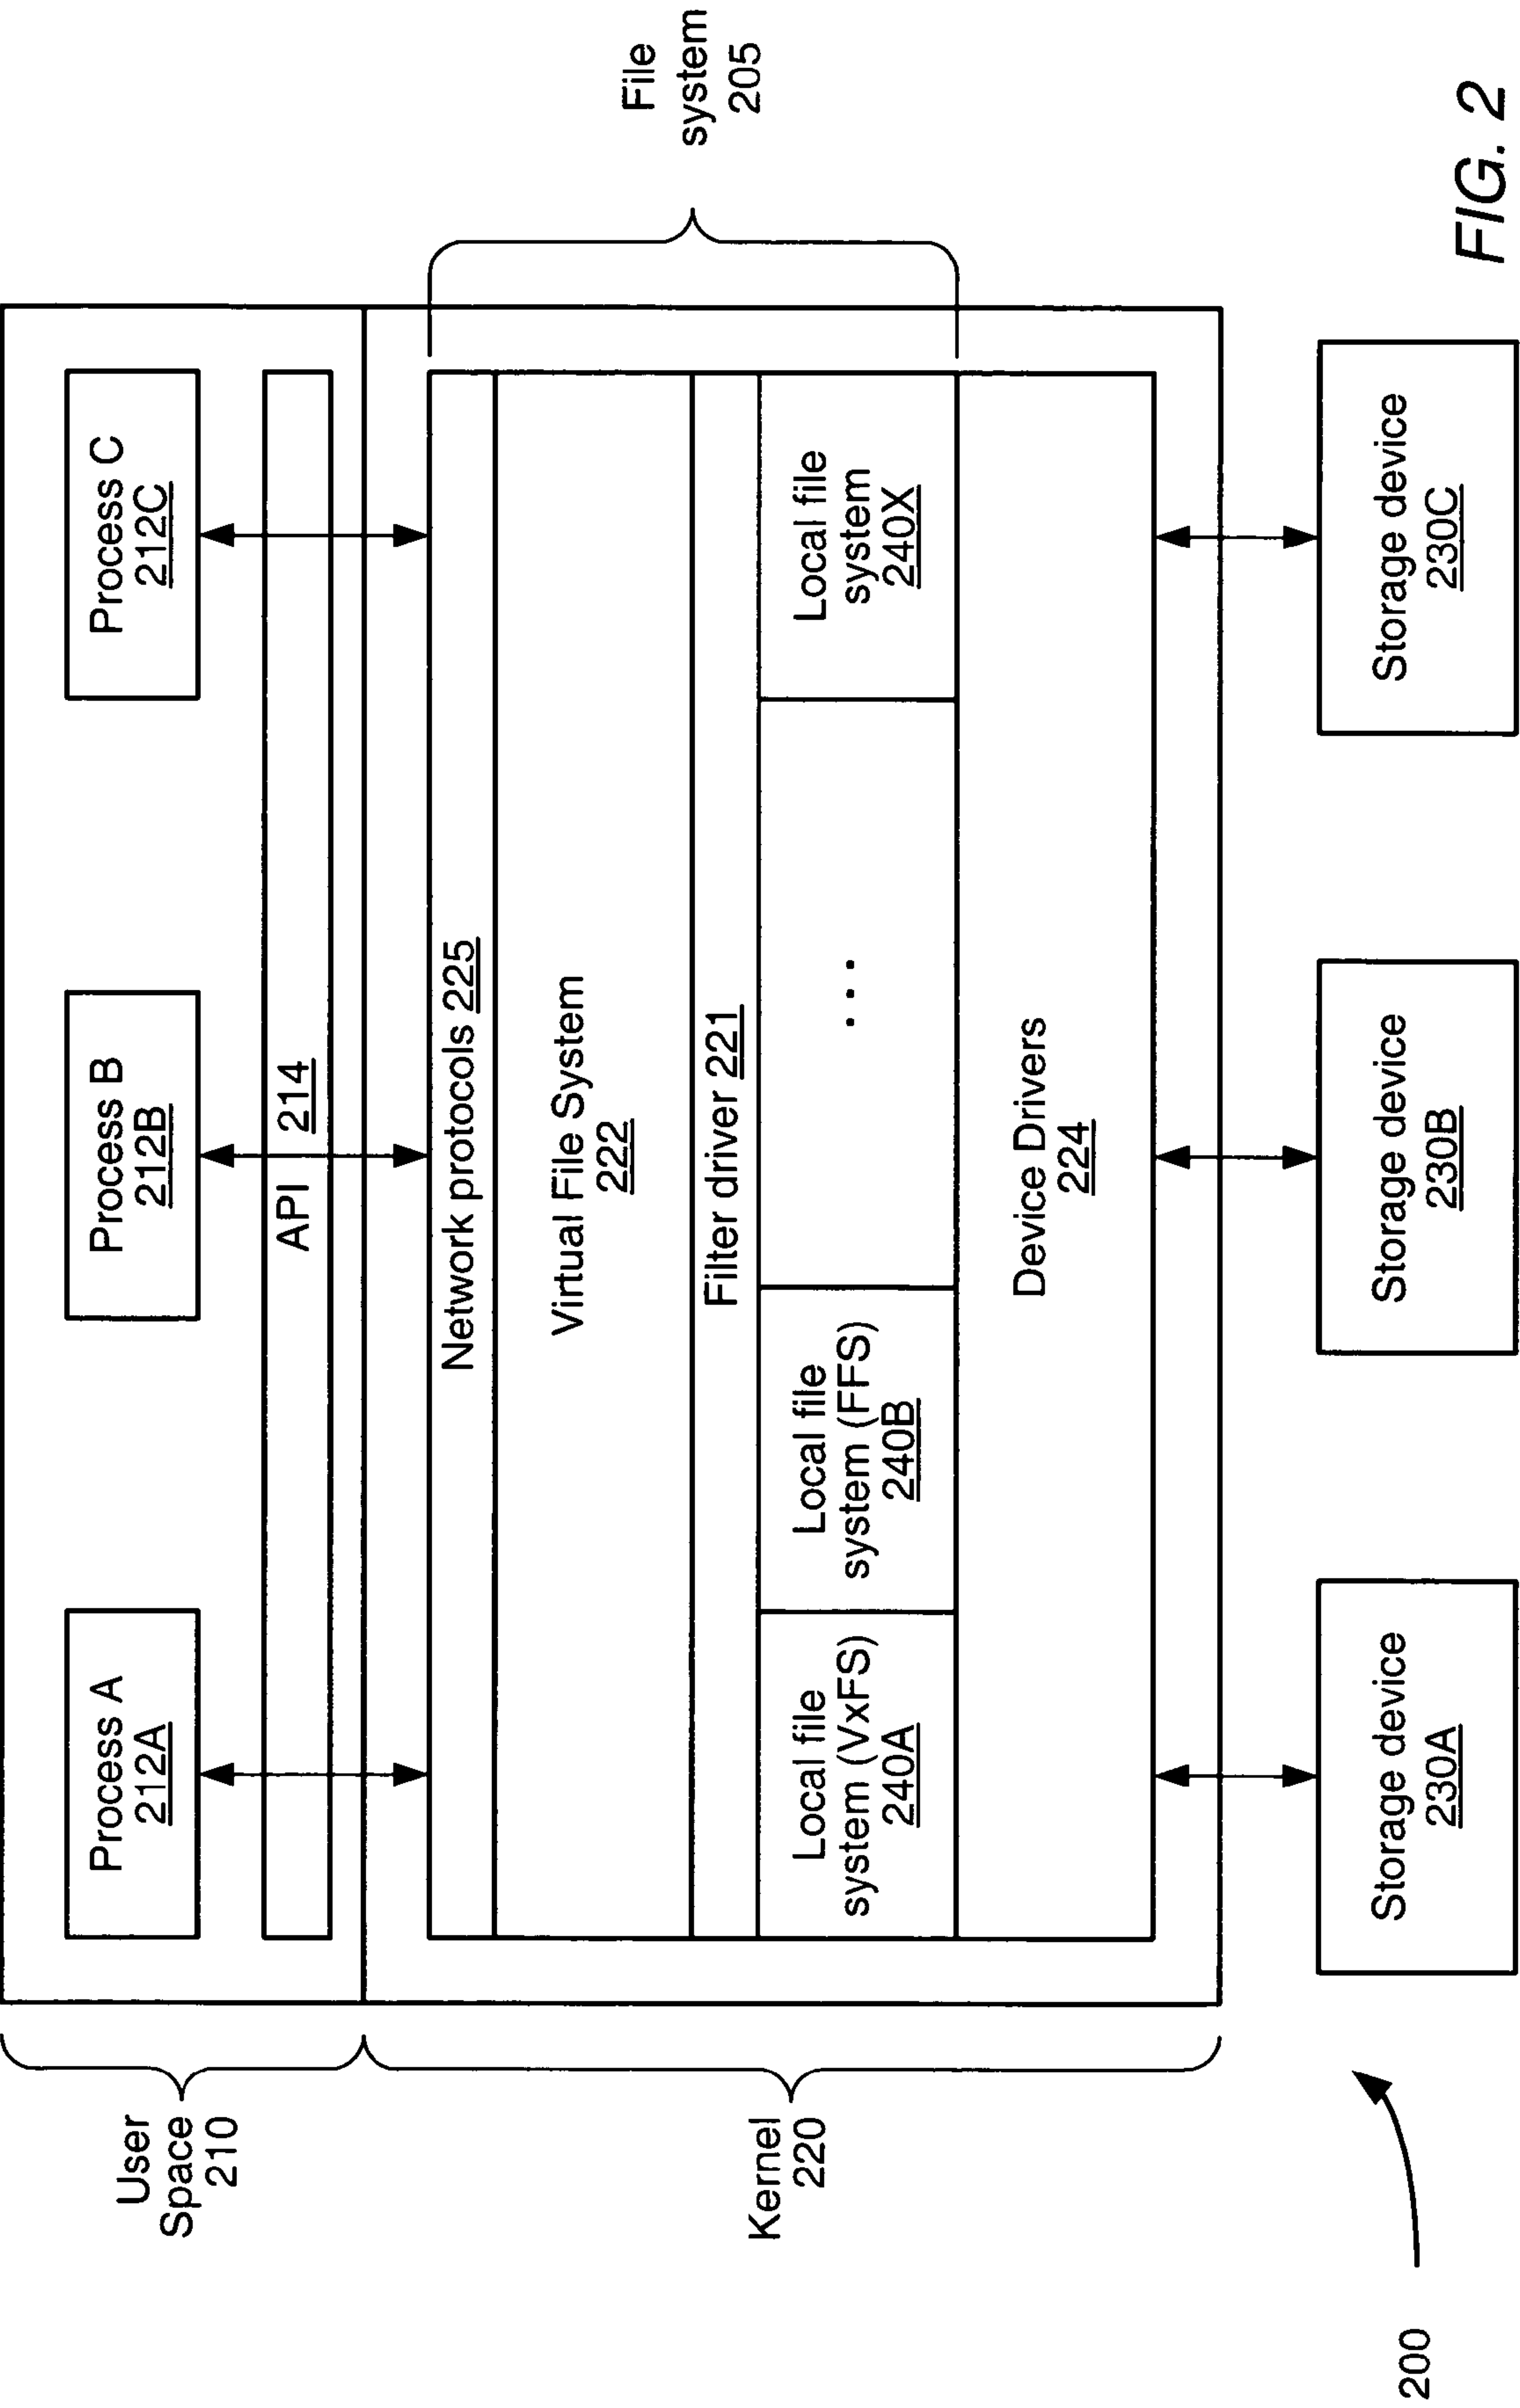 User
Space
210
Process A
212A
Process B
212B
Process C
212C
API 214
Kernel
220
Network protocols 225
Virtual File System
222
Filter driver 221
Local file
system (VxFS)
240A
Local file
system (FFS)
240B
...
Local file
system
240X
Device Drivers
224
File
system
205
Storage device
230A
Storage device
230B
Storage device
230C
200
FIG. 2